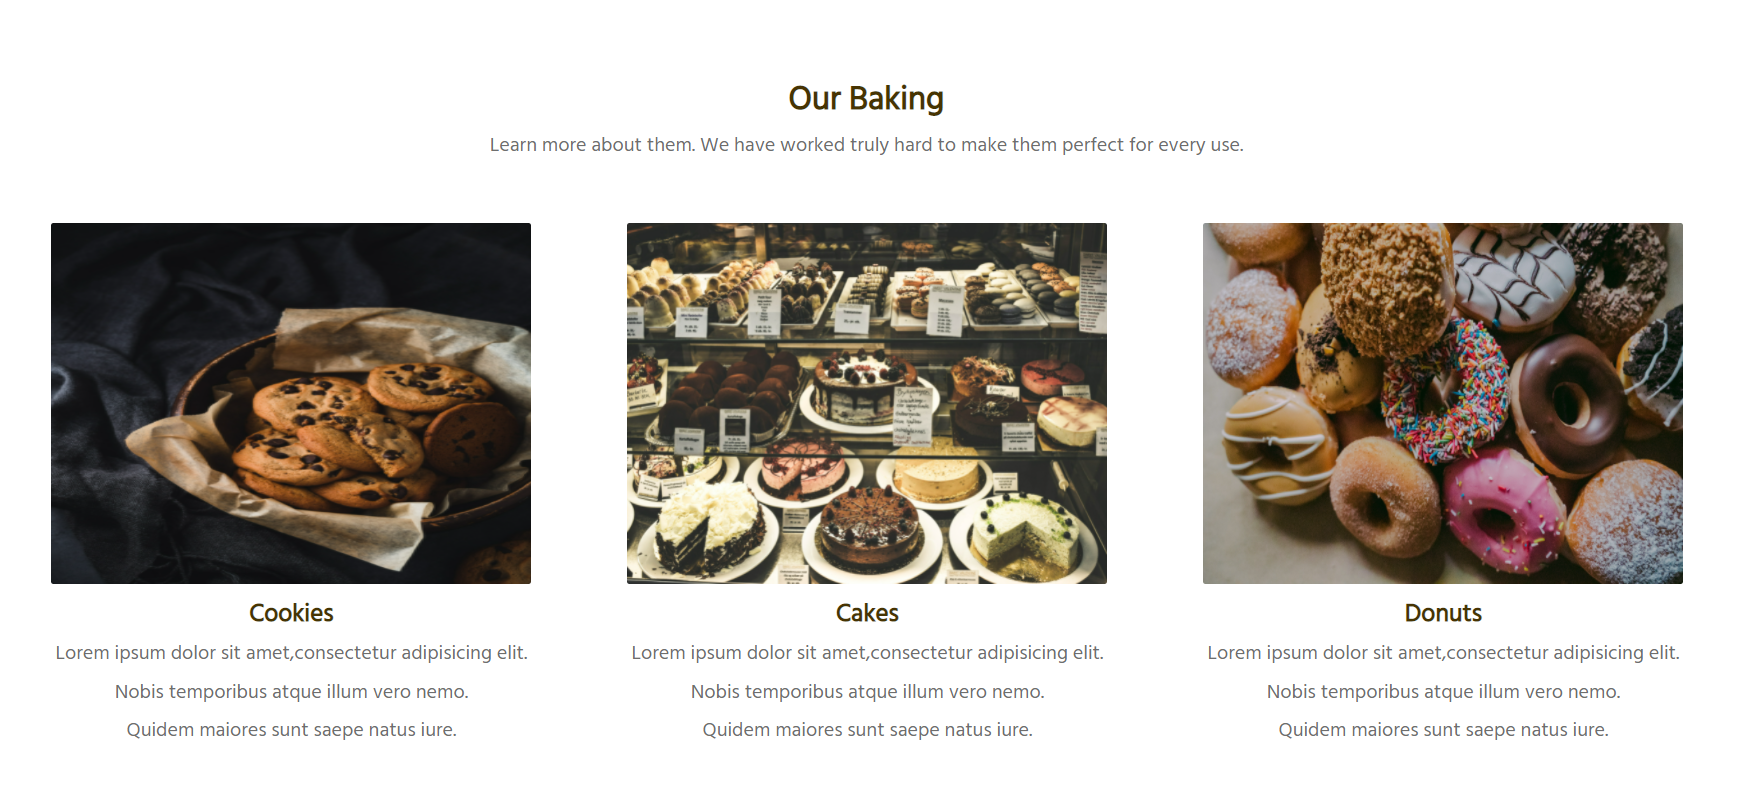 Our Baking
Learn more about them. We have worked truly hard to make them perfect for every use.
Cookies
Lorem ipsum dolor sit amet,consectetur adipisicing elit.
Nobis temporibus atque illum vero nemo.
Quidem maiores sunt saepe natus iure.
Cakes
Lorem ipsum dolor sit amet,consectetur adipisicing elit.
Nobis temporibus atque illum vero nemo.
Quidem maiores sunt saepe natus iure.
Donuts
Lorem ipsum dolor sit amet,consectetur adipisicing elit.
Nobis temporibus atque illum vero nemo.
Quidem maiores sunt saepe natus iure.